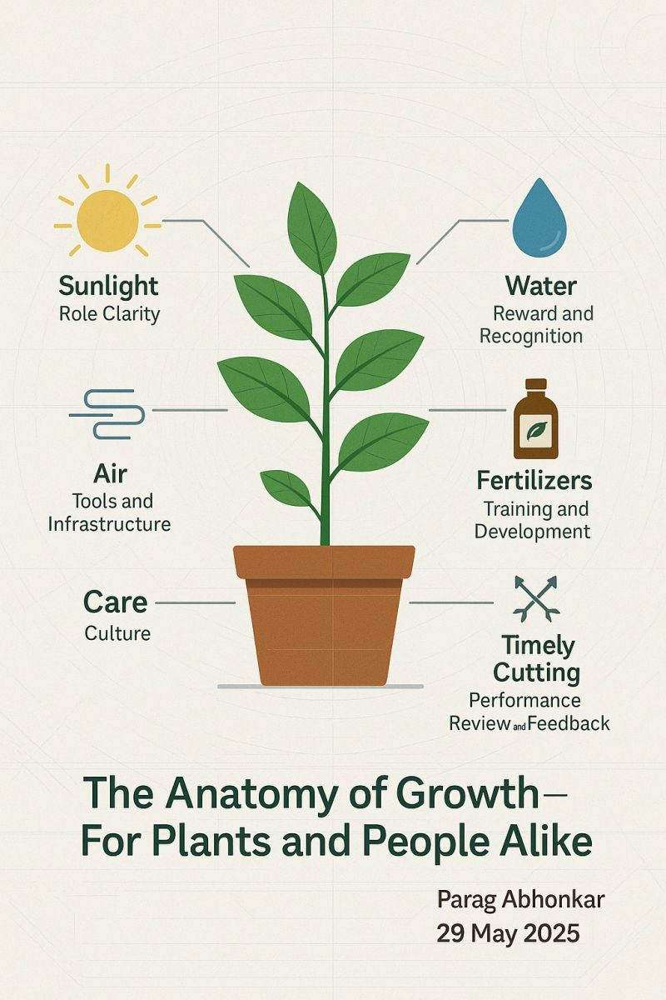 Sunlight
Role Clarity
Water
Reward and
Recognition
Air
Tools and
Infrastructure
Fertilizers
Training and
Development
Care
Culture
Timely
Cutting
Performance
Review and Feedback
The Anatomy of Growth—
For Plants and People Alike
Parag Abhonkar
29 May 2025